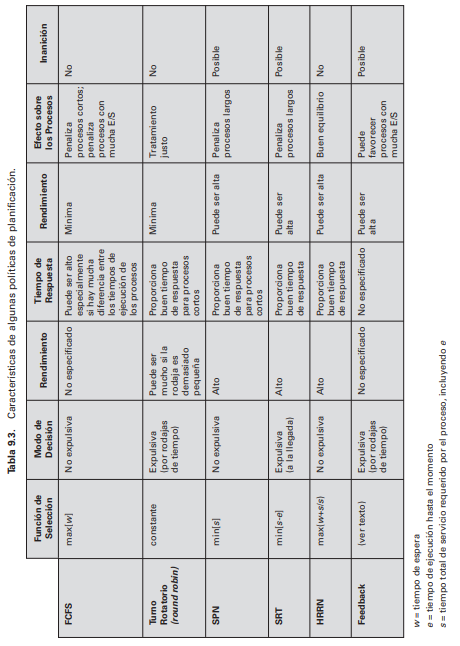 Tabla 9.3. Características de algunas políticas de planificación.
Función de
Selección
Modo de
Decisión
Rendimiento
Tiempo de
Respuesta
Rendimiento
Efecto sobre
los Procesos
Inanición
FCFS
max[w]
No expulsiva
No especificado
Puede ser alto
especialmente
si hay mucha
diferencia entre
los tiempos de
ejecución de
los procesos
Mínima
Penaliza
procesos cortos;
penaliza
procesos con
mucha E/S
No
Turno
Rotatorio
(round robin)
constante
Expulsiva
(por rodajas
de tiempo)
Puede ser
mucho si la
rodaja es
demasiado
pequeña
Proporciona
buen tiempo
de respuesta
para procesos
cortos
Mínima
Tratamiento
justo
No
SPN
min[s]
No expulsiva
Alto
Proporciona
buen tiempo
de respuesta
para procesos
cortos
Puede ser alta
Penaliza
procesos largos
Posible
SRT
min[s-e]
Expulsiva
(a la llegada)
Alto
Proporciona
buen tiempo
de respuesta
Puede ser
alta
Penaliza
procesos largos
Posible
HRRN
max(w+s/s)
No expulsiva
Alto
Proporciona
buen tiempo
de respuesta
Puede ser alta
Buen equilibrio
No
Feedback
(ver texto)
Expulsiva
(por rodajas
de tiempo)
No especificado
No especificado
Puede ser
alta
Puede
favorecer
procesos con
mucha E/S
Posible
w = tiempo de espera
e = tiempo de ejecución hasta el momento
s = tiempo total de servicio requerido por el proceso, incluyendo e